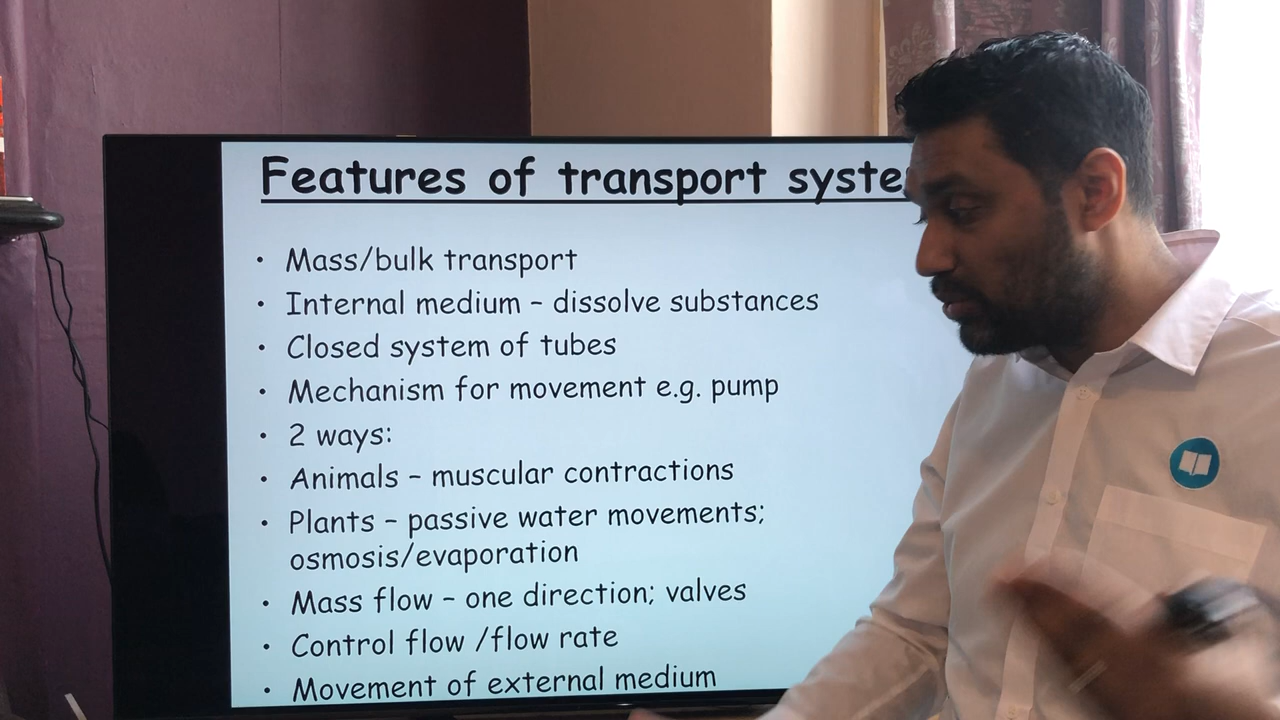 Features of transport syste
• Mass/bulk transport
• Internal medium – dissolve substances
• Closed system of tubes
• Mechanism for movement e.g. pump
• 2 ways:
• Animals – muscular contractions
• Plants – passive water movements;
osmosis/evaporation
• Mass flow – one direction; valves
• Control flow /flow rate
• Movement of external medium